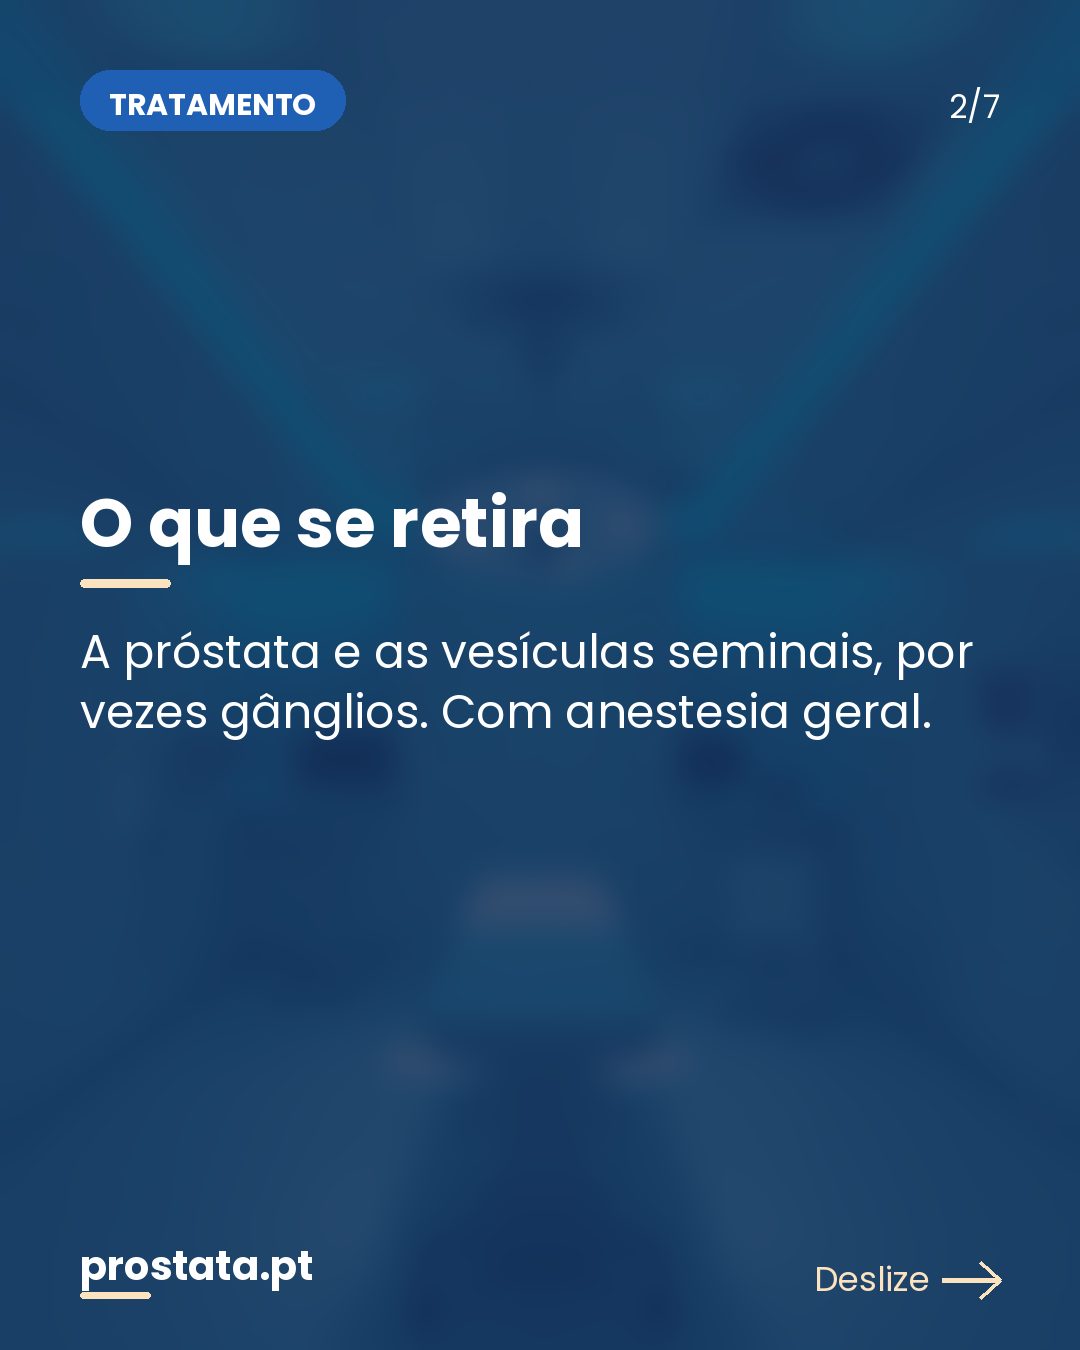 TRATAMENTO
2/7
O que se retira
A próstata e as vesículas seminais, por
vezes gânglios. Com anestesia geral.
prostata.pt
Deslize